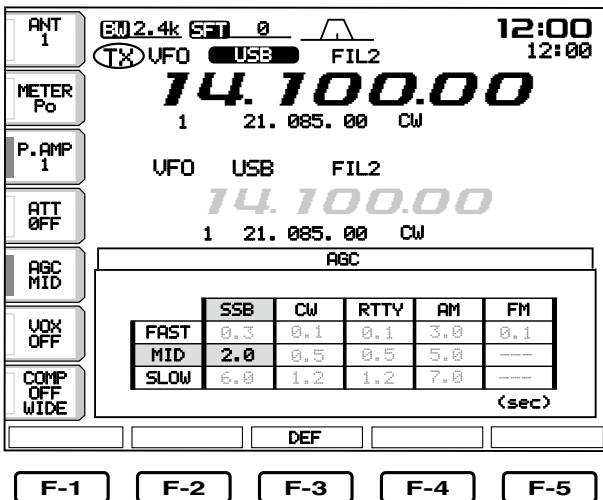 ANT
1
BW 2.4k SFT 0
12:00
TX VFO USB FIL2
12:00
METER
Po
14.100.00
1 21.085.00 CW
P.AMP
1
VFO USB FIL2
ATT
OFF
14.100.00
1 21.085.00 CW
AGC
MID
AGC
SSB CW RTTY AM FM
FAST 0.3 0.1 0.1 3.0 0.1
MID 2.0 0.5 0.5 5.0 ---
SLOW 6.0 1.2 1.2 7.0 ---
(sec)
VOX
OFF
COMP
OFF
WIDE
DEF
F-1 F-2 F-3 F-4 F-5